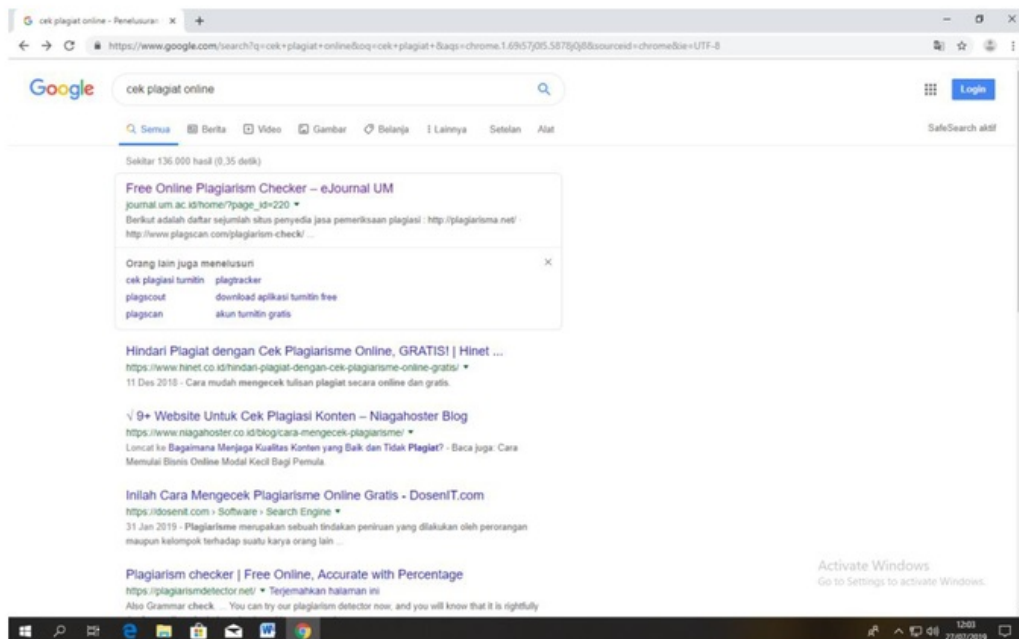 cek plagiat online - Penelusuran
https://www.google.com/search?q=cek+plagiat+online&oq=cek+plagiat+&aqs=chrome.1.69i57j0l5.5878j0j8&sourceid=chrome&ie=UTF-8
Google
cek plagiat online
Login
Semua Berita Video Gambar Belanja Lainnya Setelan Alat
SafeSearch aktif
Sekitar 136.000 hasil (0,35 detik)
Free Online Plagiarism Checker – eJournal UM
journal.um.ac.id/home/?page_id=220
Berikut adalah daftar sejumlah situs penyedia jasa pemeriksaan plagiasi : http://plagiarisma.net/ ·
http://www.plagscan.com/plagiarism-check/ ...
Orang lain juga menelusuri
cek plagiasi turnitin plagtracker
plagscout download aplikasi turnitin free
plagscan akun turnitin gratis
Hindari Plagiat dengan Cek Plagiarisme Online, GRATIS! | Hinet ...
https://www.hinet.co.id/hindari-plagiat-dengan-cek-plagiarisme-online-gratis/
11 Des 2018 - Cara mudah mengecek tulisan plagiat secara online dan gratis.
√ 9+ Website Untuk Cek Plagiasi Konten – Niagahoster Blog
https://www.niagahoster.co.id/blog/cara-mengecek-plagiarisme/
Loncat ke Bagaimana Menjaga Kualitas Konten yang Baik dan Tidak Plagiat? - Baca juga: Cara
Memulai Bisnis Online Modal Kecil Bagi Pemula.
Inilah Cara Mengecek Plagiarisme Online Gratis - DosenIT.com
https://dosenit.com › Software › Search Engine
31 Jan 2019 - Plagiarisme merupakan sebuah tindakan peniruan yang dilakukan oleh perorangan
maupun kelompok terhadap suatu karya orang lain ...
Plagiarism checker | Free Online, Accurate with Percentage
https://plagiarismdetector.net/ Terjemahkan halaman ini
Also Grammar check. ... You can try our plagiarism detector now, and you will know that it is rightfully
Activate Windows
Go to Settings to activate Windows.
12:03
27/07/2019